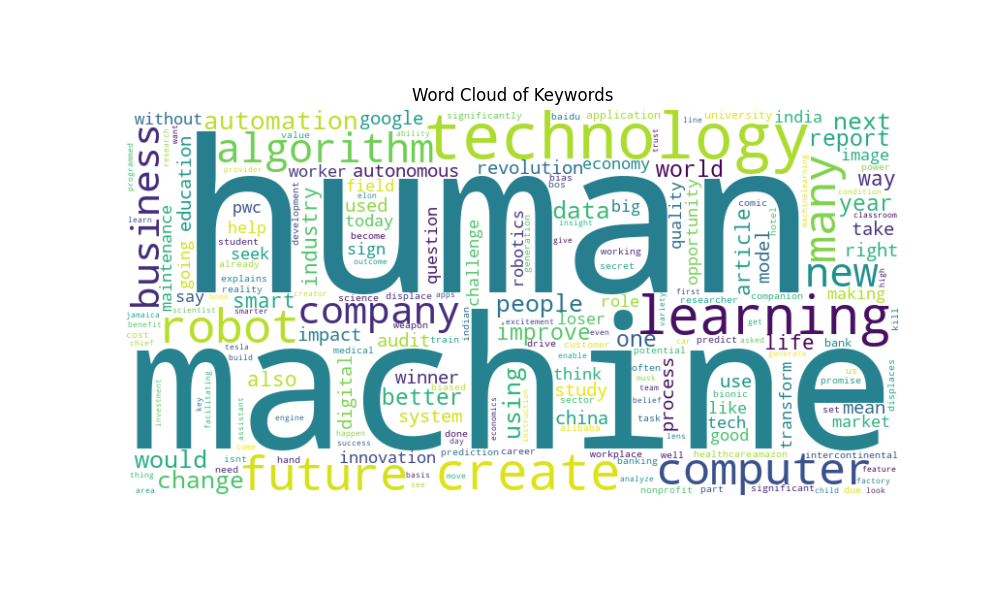 Word Cloud of Keywords
without
automation
google
significantly
baidu
application
university
india
next
business
algorithm
value
ability
technology
line
report
programmed
research
want
education
provider
worker
autonomous
revolution
economy
trust
world
many
image
power
way
human
pwc
development
field
elon
used
bias
bos
data
big
quality
opportunity
comic
hotel
machinelearning
condition
year
classroom
take
learn
maintenance
going
help
student
seek
already
explains
reality
industry
today
become
sign
outcome
question
challenge
robotics
generation
insight
give
working
secret
article
model
right
new
high
say
book
smart
creator
science
displace
apps
people
role
variety
first
researcher
companion
making
jamaica
scientist
smarter
company
weapon
indian
excitement
even
improve
loser
learning
kill
benefit
robot
impact
cost
chief
tesla
build
audit
train
drive
customer
one
car
predict
asked
get
life
bank
generate
medical
enable
potential
machine
investment
key
facilitating
also
assistant
engine
digital
winner
better
biased
system
economics
using
instruction
think
study
sector
china
alibaba
often
musk
team
belief
task
lens
process
use
bionic
like
tech
good
transform
us
promise
set
mean
market
displaces
happen
success
done
day
would
come
isnt
need
hand
innovation
prediction
career
workplace
banking
well
healthcare
amazon
intercontinental
feature
thing
area
change
future
basis
see
move
create
analyze
nonprofit
computer
part
significant
child
due
factory
look